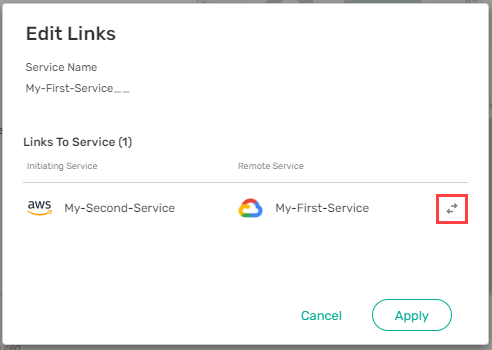 Edit Links
Service Name
My-First-Service__
Links To Service (1)
Initiating Service Remote Service
aws My-Second-Service My-First-Service
Cancel Apply